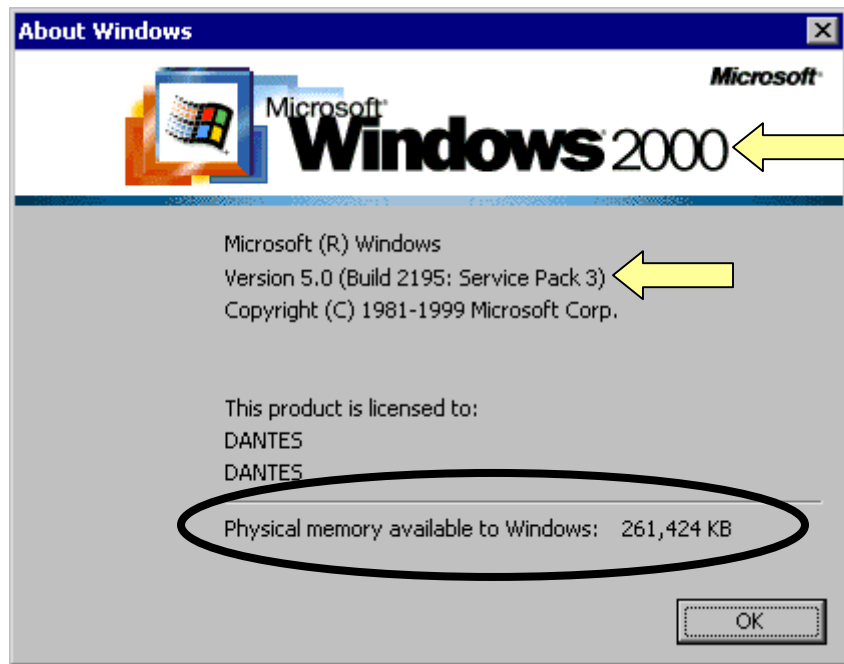 About Windows
Microsoft
Microsoft
Windows 2000
Microsoft (R) Windows
Version 5.0 (Build 2195: Service Pack 3)
Copyright (C) 1981-1999 Microsoft Corp.
This product is licensed to:
DANTES
DANTES
Physical memory available to Windows: 261,424 KB
OK